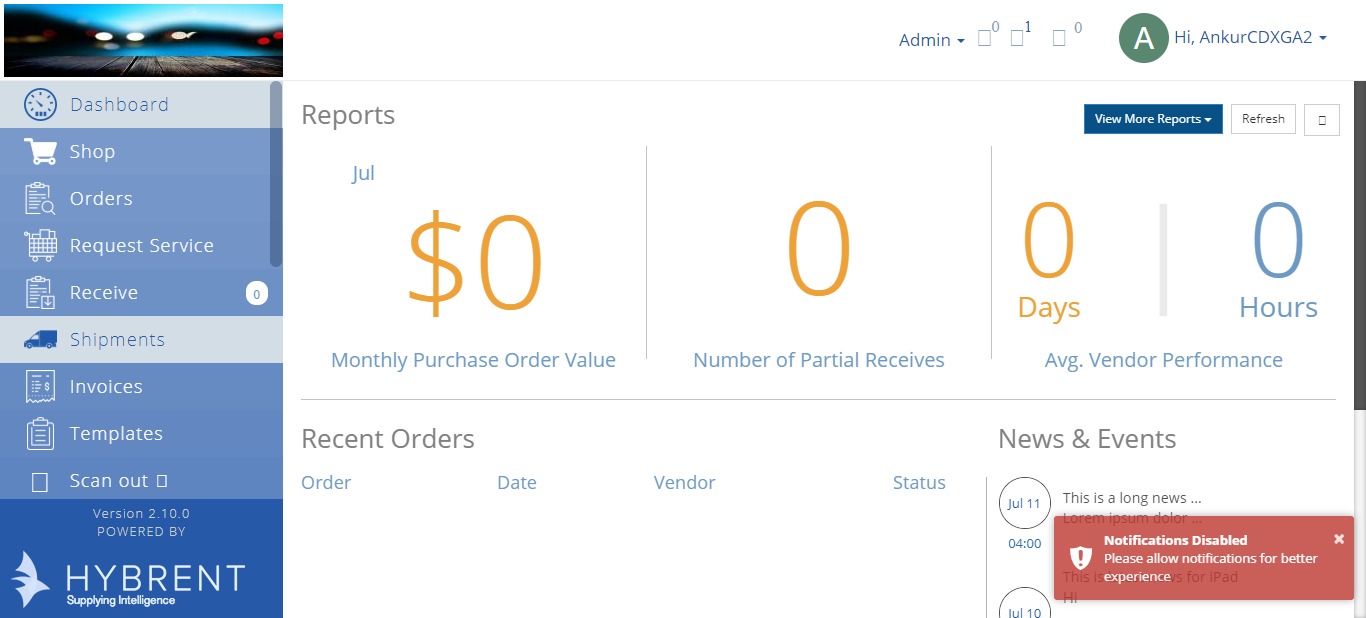 Admin
0
1
0
A
Hi, AnkurCDXGA2
Dashboard
Shop
Orders
Request Service
Receive
0
Shipments
Invoices
Templates
Scan out
Version 2.10.0
POWERED BY
HYBRENT
Supplying Intelligence
Reports
View More Reports
Refresh
Jul
$0
Monthly Purchase Order Value
0
Number of Partial Receives
0
Days
0
Hours
Avg. Vendor Performance
Recent Orders
Order
Date
Vendor
Status
News & Events
Jul 11
04:00
This is a long news ...
Lorem ipsum dolor ...
Jul 10
This is latest news for iPad
Hi
Notifications Disabled
Please allow notifications for better
experience
×